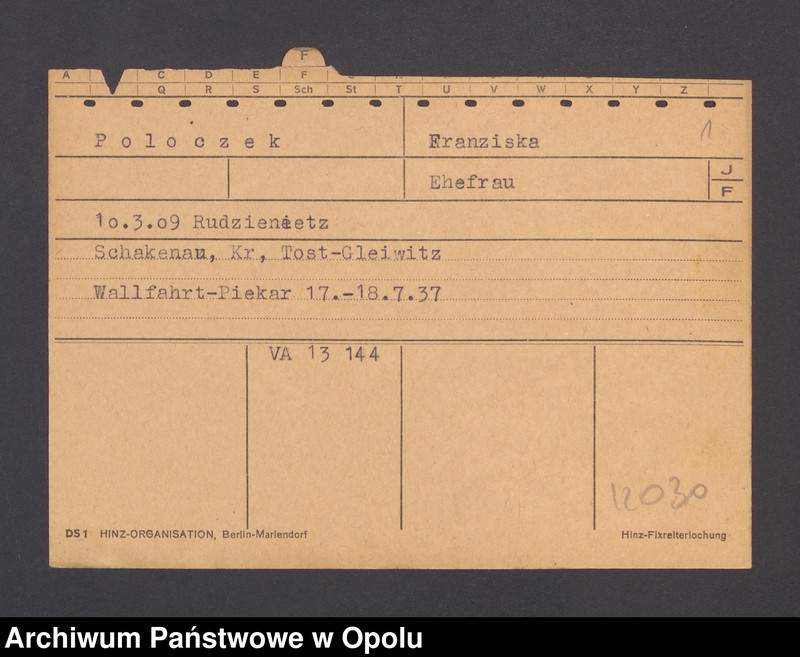 F
A C D E F
Q R S Sch St T U V W X Y Z
Poloczek Franziska 1
Ehefrau J
F
1o.3.o9 Rudzienietz
Schakenau, Kr, Tost-Gleiwitz
Wallfahrt-Piekar 17.-18.7.37
VA 13 144
12030
DS1 HINZ-ORGANISATION, Berlin-Mariendorf Hinz-Fixreiterlochung
Archiwum Państwowe w Opolu